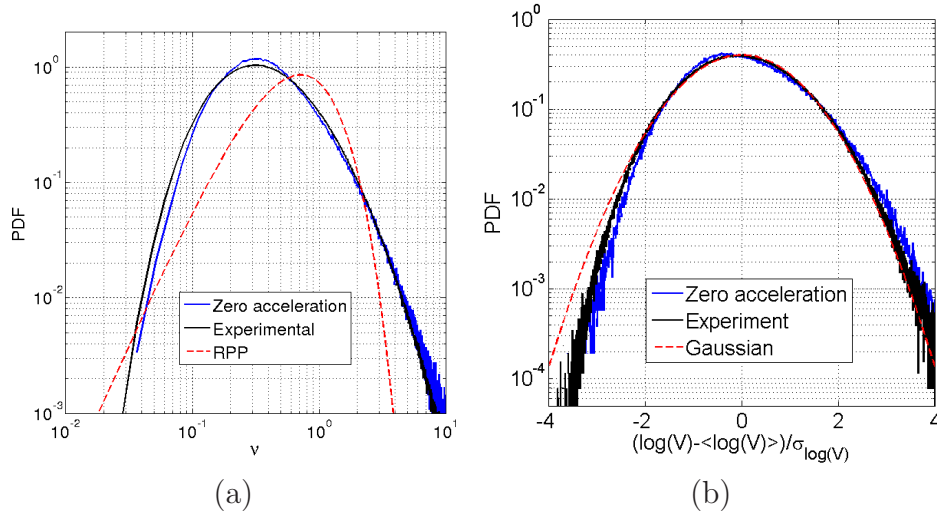 10^0
10^-1
10^-2
10^-3
PDF
10^-2
10^-1
10^0
10^1
ν
Zero acceleration
Experimental
RPP
(a)
10^0
10^-1
10^-2
10^-3
10^-4
PDF
-4
-2
0
2
4
(log(V)-<log(V)>)/σ_log(V)
Zero acceleration
Experiment
Gaussian
(b)